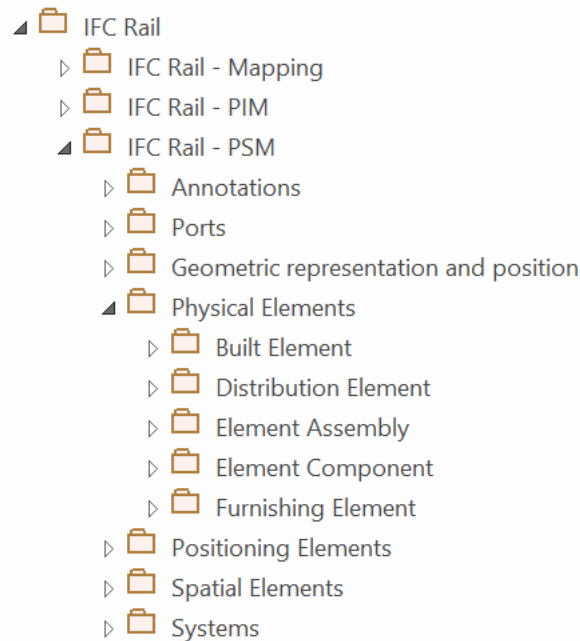 IFC Rail
IFC Rail - Mapping
IFC Rail - PIM
IFC Rail - PSM
Annotations
Ports
Geometric representation and position
Physical Elements
Built Element
Distribution Element
Element Assembly
Element Component
Furnishing Element
Positioning Elements
Spatial Elements
Systems